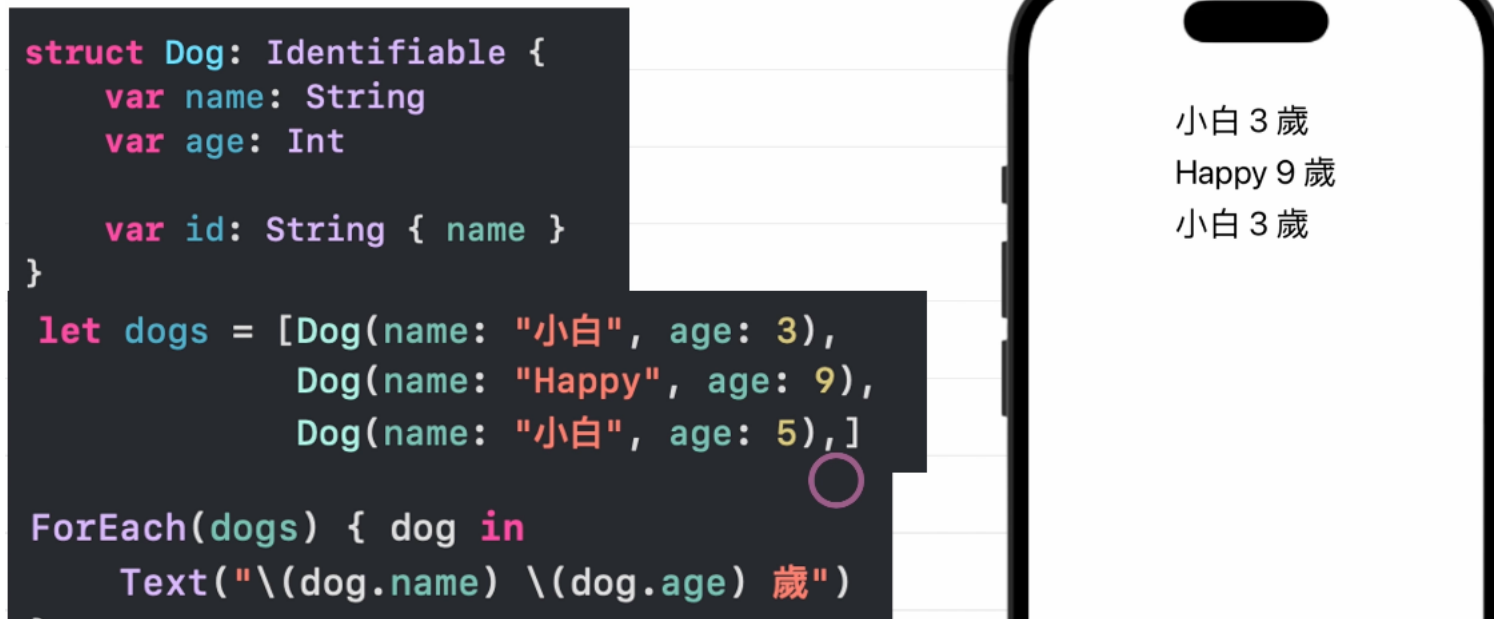 struct Dog: Identifiable {
    var name: String
    var age: Int
    var id: String { name }
}
let dogs = [Dog(name: "小白", age: 3),
            Dog(name: "Happy", age: 9),
            Dog(name: "小白", age: 5),]
ForEach(dogs) { dog in
    Text("\(dog.name) \(dog.age) 歲")
小白 3 歲
Happy 9 歲
小白 3 歲